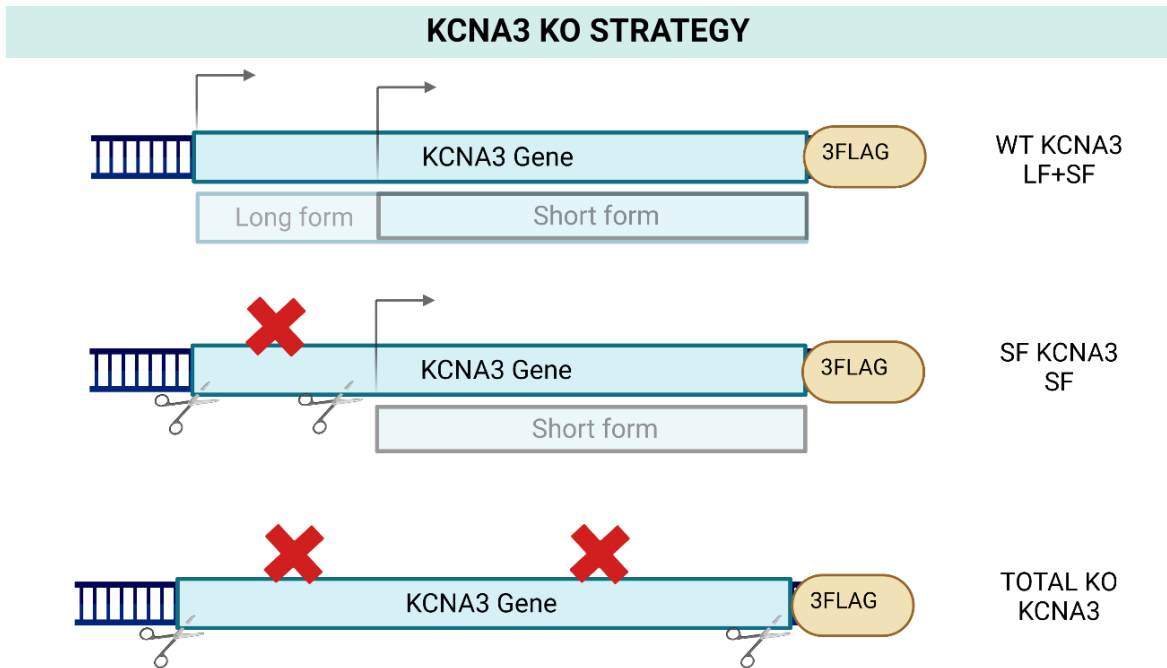 KCNA3 KO STRATEGY
KCNA3 Gene
3FLAG
WT KCNA3
LF+SF
Long form
Short form
KCNA3 Gene
3FLAG
SF KCNA3
SF
Short form
KCNA3 Gene
3FLAG
TOTAL KO
KCNA3